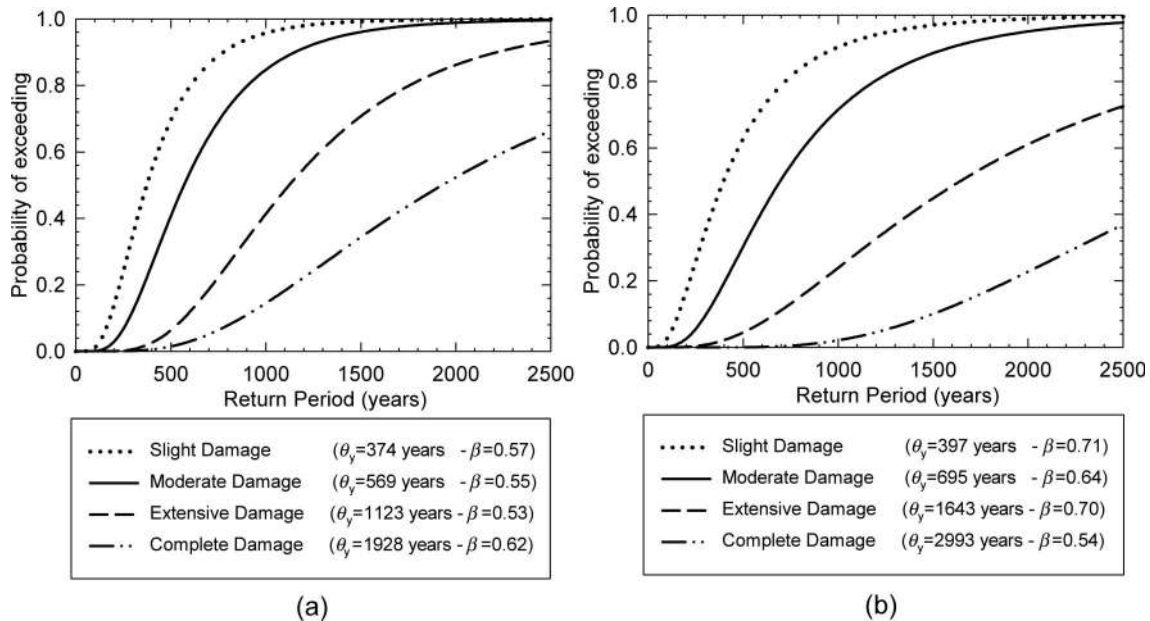 Probability of exceeding
1.0
0.8
0.6
0.4
0.2
0.0
0 500 1000 1500 2000 2500
Return Period (years)
Slight Damage (θy=374 years - β=0.57)
Moderate Damage (θy=569 years - β=0.55)
Extensive Damage (θy=1123 years - β=0.53)
Complete Damage (θy=1928 years - β=0.62)
(a)
Probability of exceeding
1.0
0.8
0.6
0.4
0.2
0.0
0 500 1000 1500 2000 2500
Return Period (years)
Slight Damage (θy=397 years - β=0.71)
Moderate Damage (θy=695 years - β=0.64)
Extensive Damage (θy=1643 years - β=0.70)
Complete Damage (θy=2993 years - β=0.54)
(b)